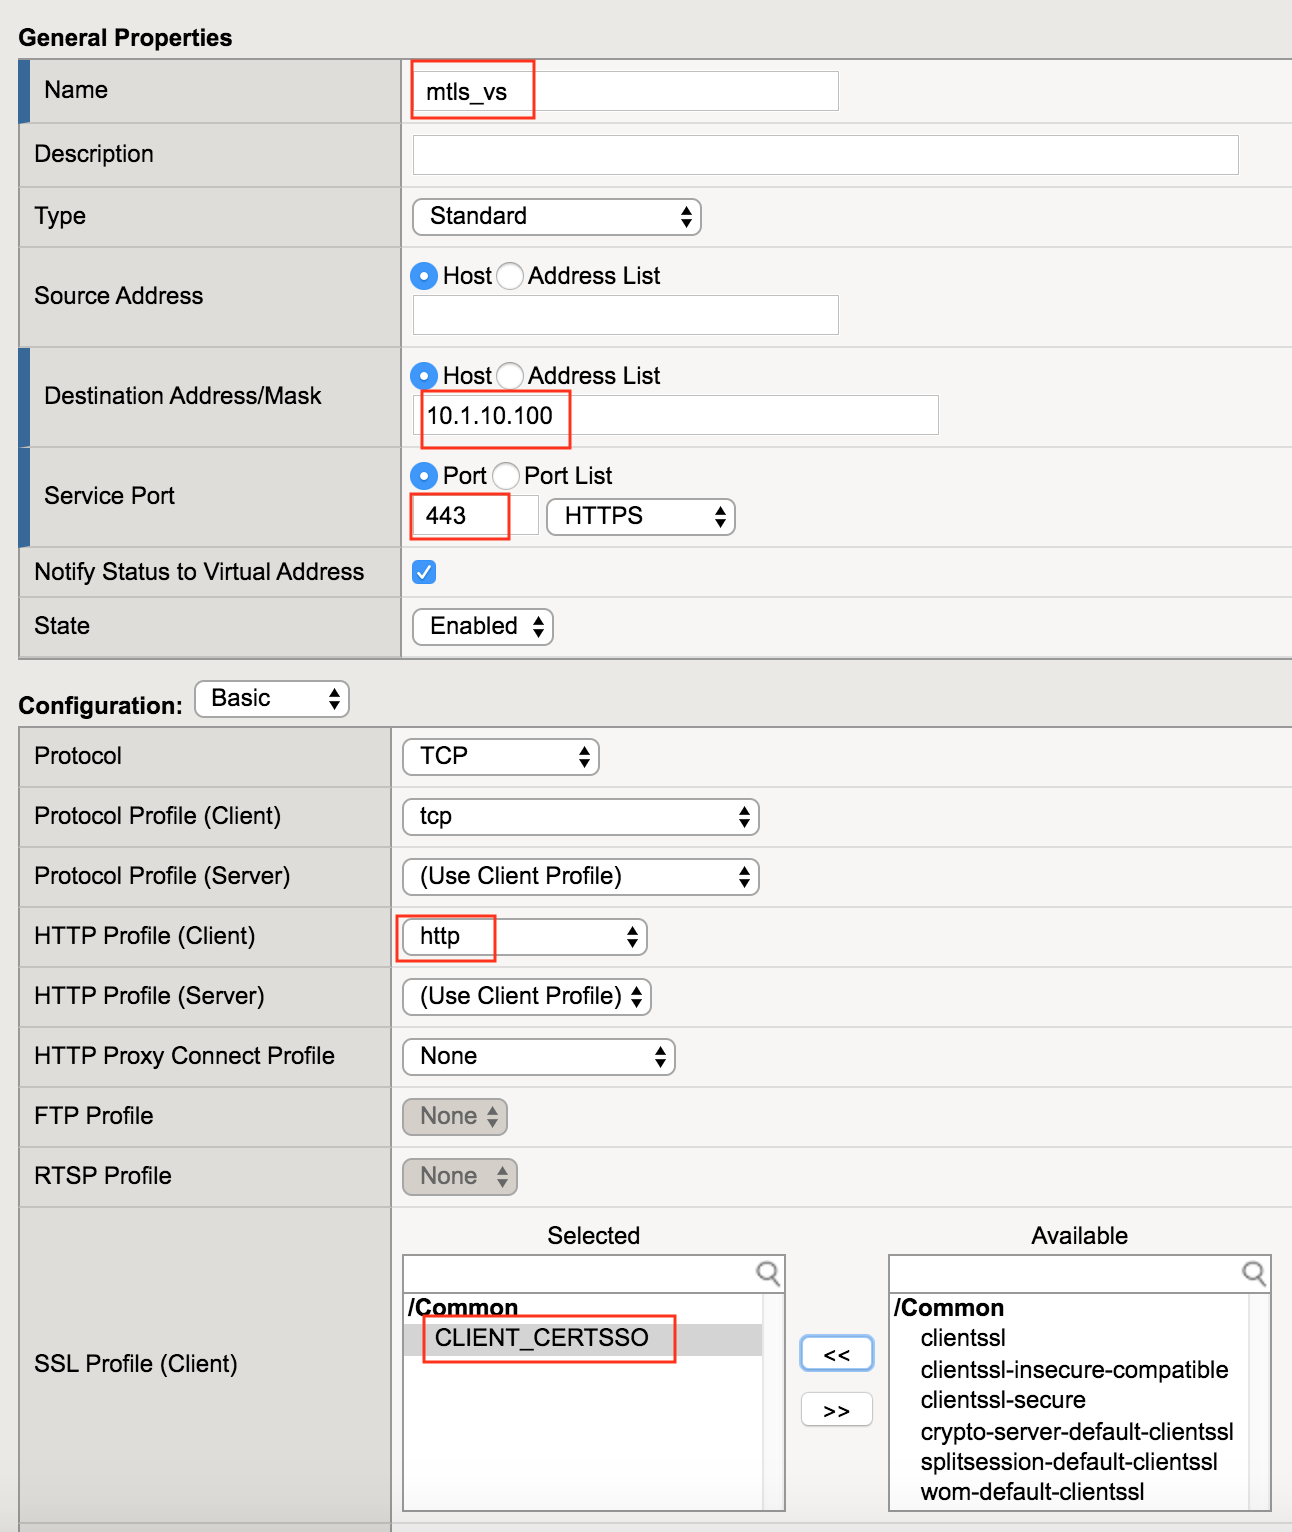 General Properties
Name
mtls_vs
Description
Type
Standard
Source Address
Host Address List
Destination Address/Mask
Host Address List
10.1.10.100
Service Port
Port Port List
443 HTTPS
Notify Status to Virtual Address
State
Enabled
Configuration: Basic
Protocol
TCP
Protocol Profile (Client)
tcp
Protocol Profile (Server)
(Use Client Profile)
HTTP Profile (Client)
http
HTTP Profile (Server)
(Use Client Profile)
HTTP Proxy Connect Profile
None
FTP Profile
None
RTSP Profile
None
SSL Profile (Client)
Selected
/Common
CLIENT_CERTSSO
<<
>>
Available
/Common
clientssl
clientssl-insecure-compatible
clientssl-secure
crypto-server-default-clientssl
splitsession-default-clientssl
wom-default-clientssl